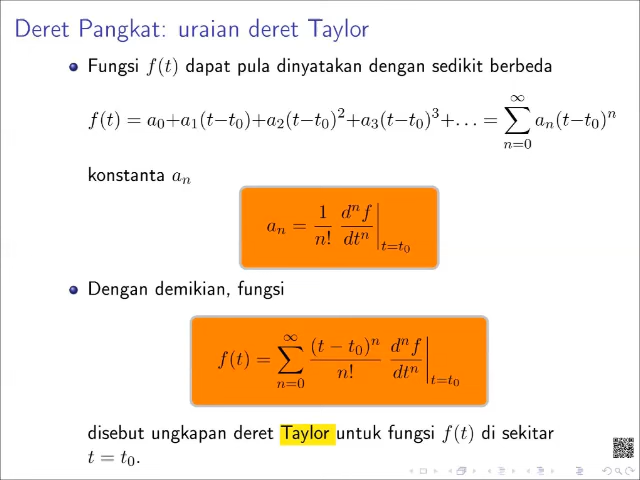 Deret Pangkat: uraian deret Taylor
Fungsi f(t) dapat pula dinyatakan dengan sedikit berbeda
f(t) = a₀+a₁(t−t₀)+a₂(t−t₀)²+a₃(t−t₀)³+... = ∑_{n=0}^{∞} aₙ(t−t₀)ⁿ
konstanta aₙ
aₙ = 1/n! dⁿf/dtⁿ|_{t=t₀}
Dengan demikian, fungsi
f(t) = ∑_{n=0}^{∞} (t − t₀)ⁿ/n! dⁿf/dtⁿ|_{t=t₀}
disebut ungkapan deret Taylor untuk fungsi f(t) di sekitar
t = t₀.